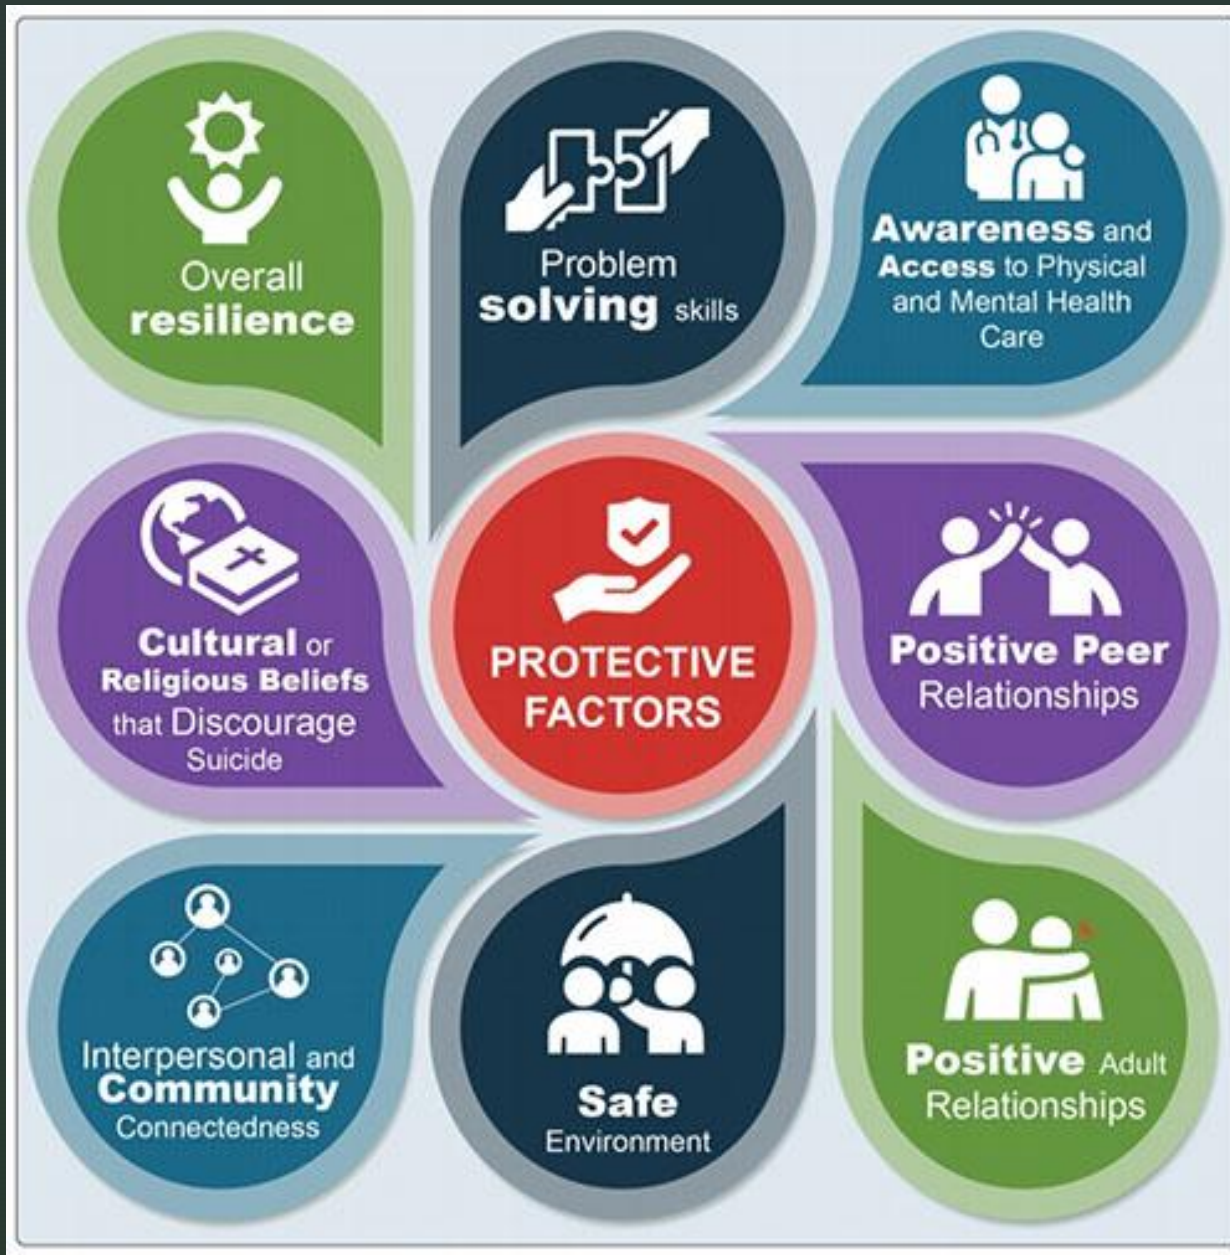 Overall
resilience
Problem
solving skills
Awareness and
Access to Physical
and Mental Health
Care
Cultural or
Religious Beliefs
that Discourage
Suicide
PROTECTIVE
FACTORS
Positive Peer
Relationships
Interpersonal and
Community
Connectedness
Safe
Environment
Positive Adult
Relationships